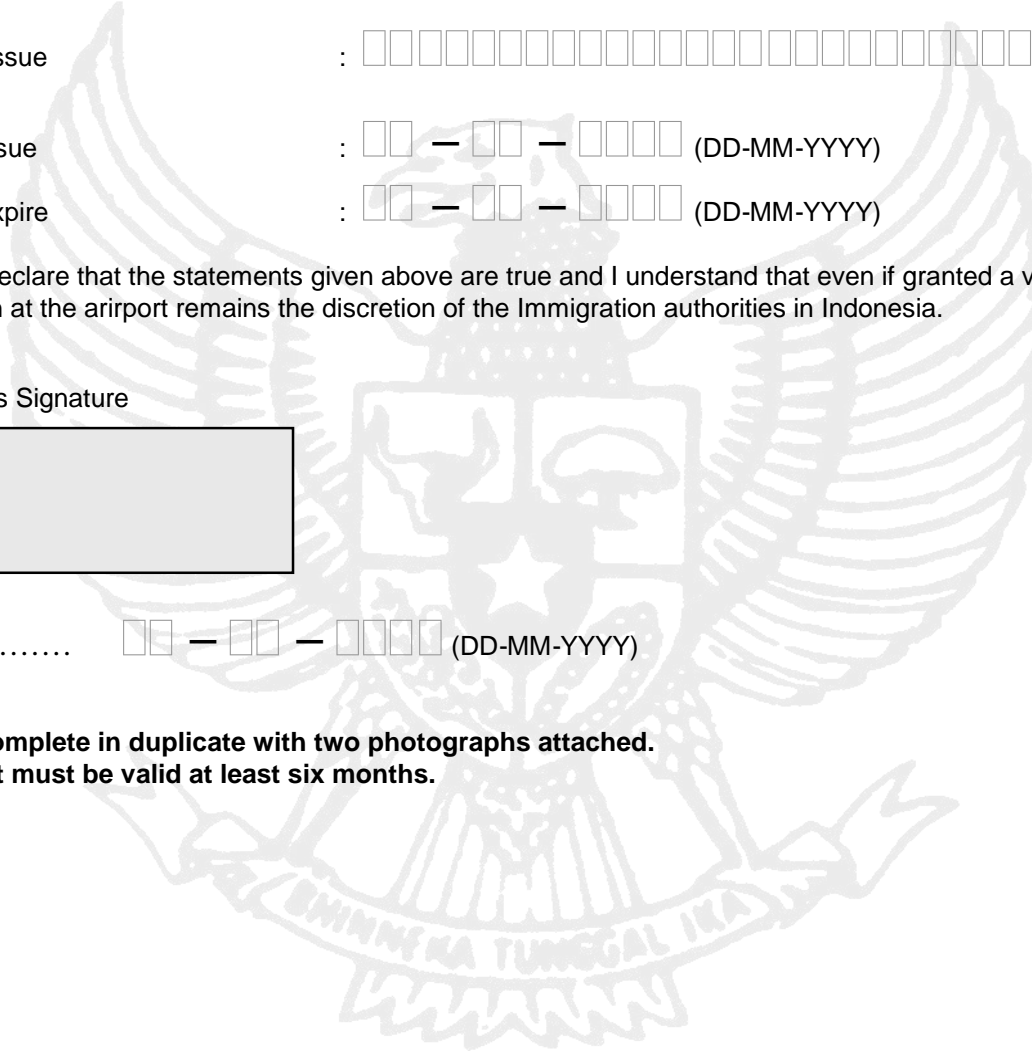 ssue :
sue : – – (DD-MM-YYYY)
xpire : – – (DD-MM-YYYY)
eclare that the statements given above are true and I understand that even if granted a v
n at the arirport remains the discretion of the Immigration authorities in Indonesia.
s Signature
....... – – (DD-MM-YYYY)
omplete in duplicate with two photographs attached.
t must be valid at least six months.
BHINNEKA TUNGGAL IKA